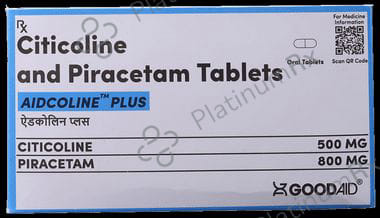 Rx
Citicoline
and Piracetam Tablets
AIDCOLINE™ PLUS
ऐडकोलिन प्लस
CITICOLINE 500 MG
PIRACETAM 800 MG
GOODAID®
For Medicine
Information
Oral Tablets
Scan QR Code
PlatinumRx